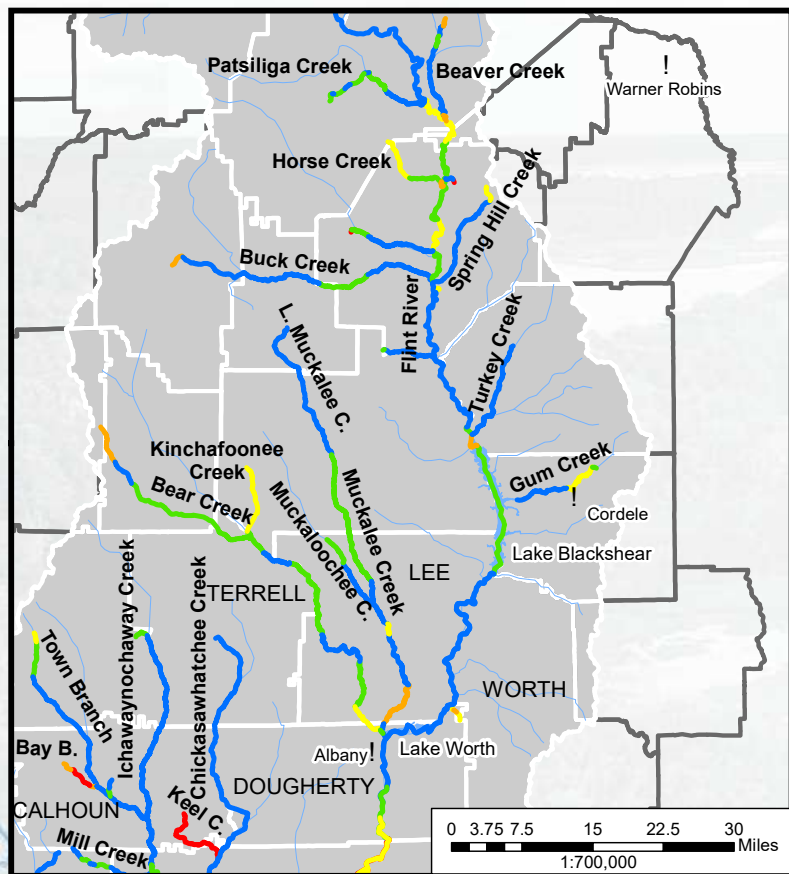 Patsiliga Creek
Beaver Creek
!
Warner Robins
Horse Creek
Spring Hill Creek
Buck Creek
Flint River
L. Muckalee C.
Turkey Creek
Kinchafoonee
Creek
Gum Creek
!
Cordele
Bear Creek
Muckalee Creek
Muckaloochee C.
Lake Blackshear
LEE
TERRELL
Ichawaynochaway Creek
Chickasawhatchee Creek
Town Branch
WORTH
Bay B.
Albany!
Lake Worth
DOUGHERTY
CALHOUN
Keel C.
Mill Creek
0 3.75 7.5 15 22.5 30
Miles
1:700,000